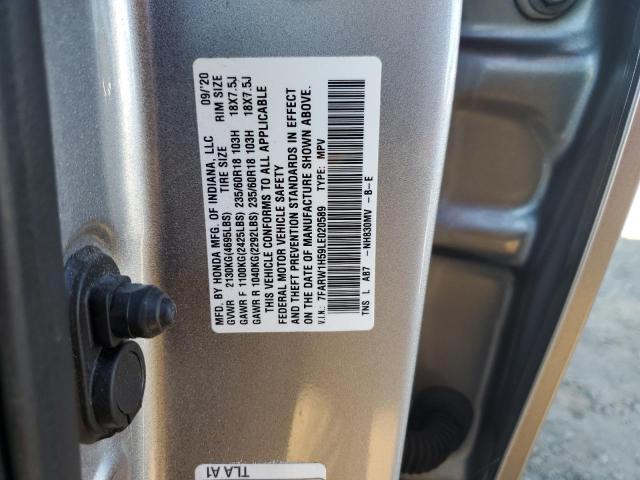 MFD. BY HONDA MFG. OF INDIANA, LLC 09/'20
GVWR 2130KG(4695LBS) TIRE SIZE RIM SIZE
GAWR F 1100KG(2425LBS) 235/60R18 103H 18X7.5J
GAWR R 1040KG(2292LBS) 235/60R18 103H 18X7.5J
THIS VEHICLE CONFORMS TO ALL APPLICABLE
FEDERAL MOTOR VEHICLE SAFETY
AND THEFT PREVENTION STANDARDS IN EFFECT
ON THE DATE OF MANUFACTURE SHOWN ABOVE.
V.I.N.: 7FARW1H59LE020589 TYPE: MPV
TNS L AB7 -NH830MV -B-E
TLA A1